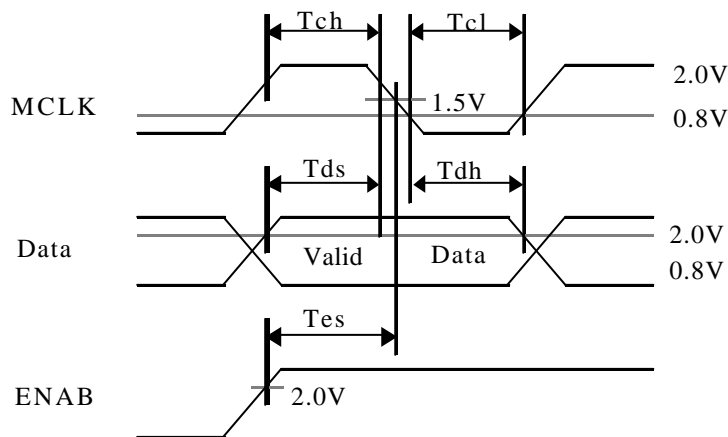 Tch Tcl
2.0V
MCLK 1.5V
0.8V
Tds Tdh
2.0V
Data Valid Data
0.8V
Tes
ENAB 2.0V